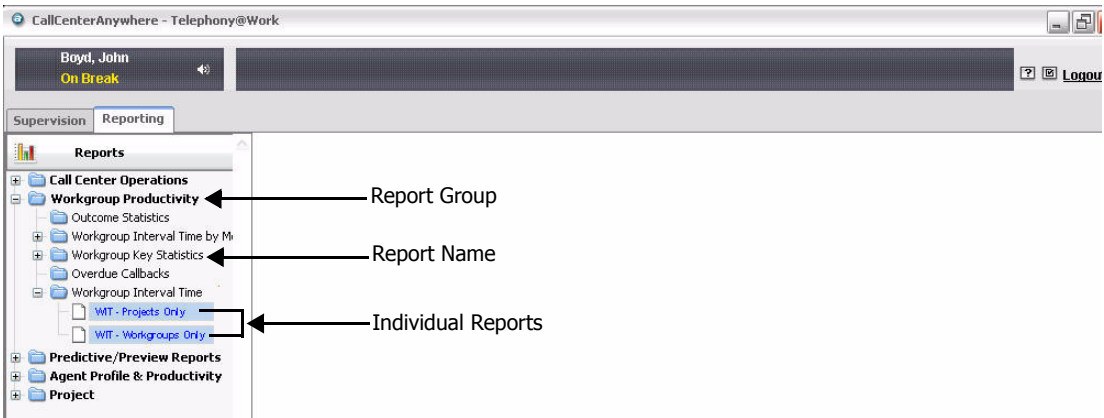 CallCenterAnywhere - Telephony@Work
Boyd, John
On Break
? Logou
Supervision Reporting
Reports
Call Center Operations
Workgroup Productivity
Report Group
Outcome Statistics
Workgroup Interval Time by M
Workgroup Key Statistics
Report Name
Overdue Callbacks
Workgroup Interval Time
WIT - Projects Only
Individual Reports
WIT - Workgroups Only
Predictive/Preview Reports
Agent Profile & Productivity
Project